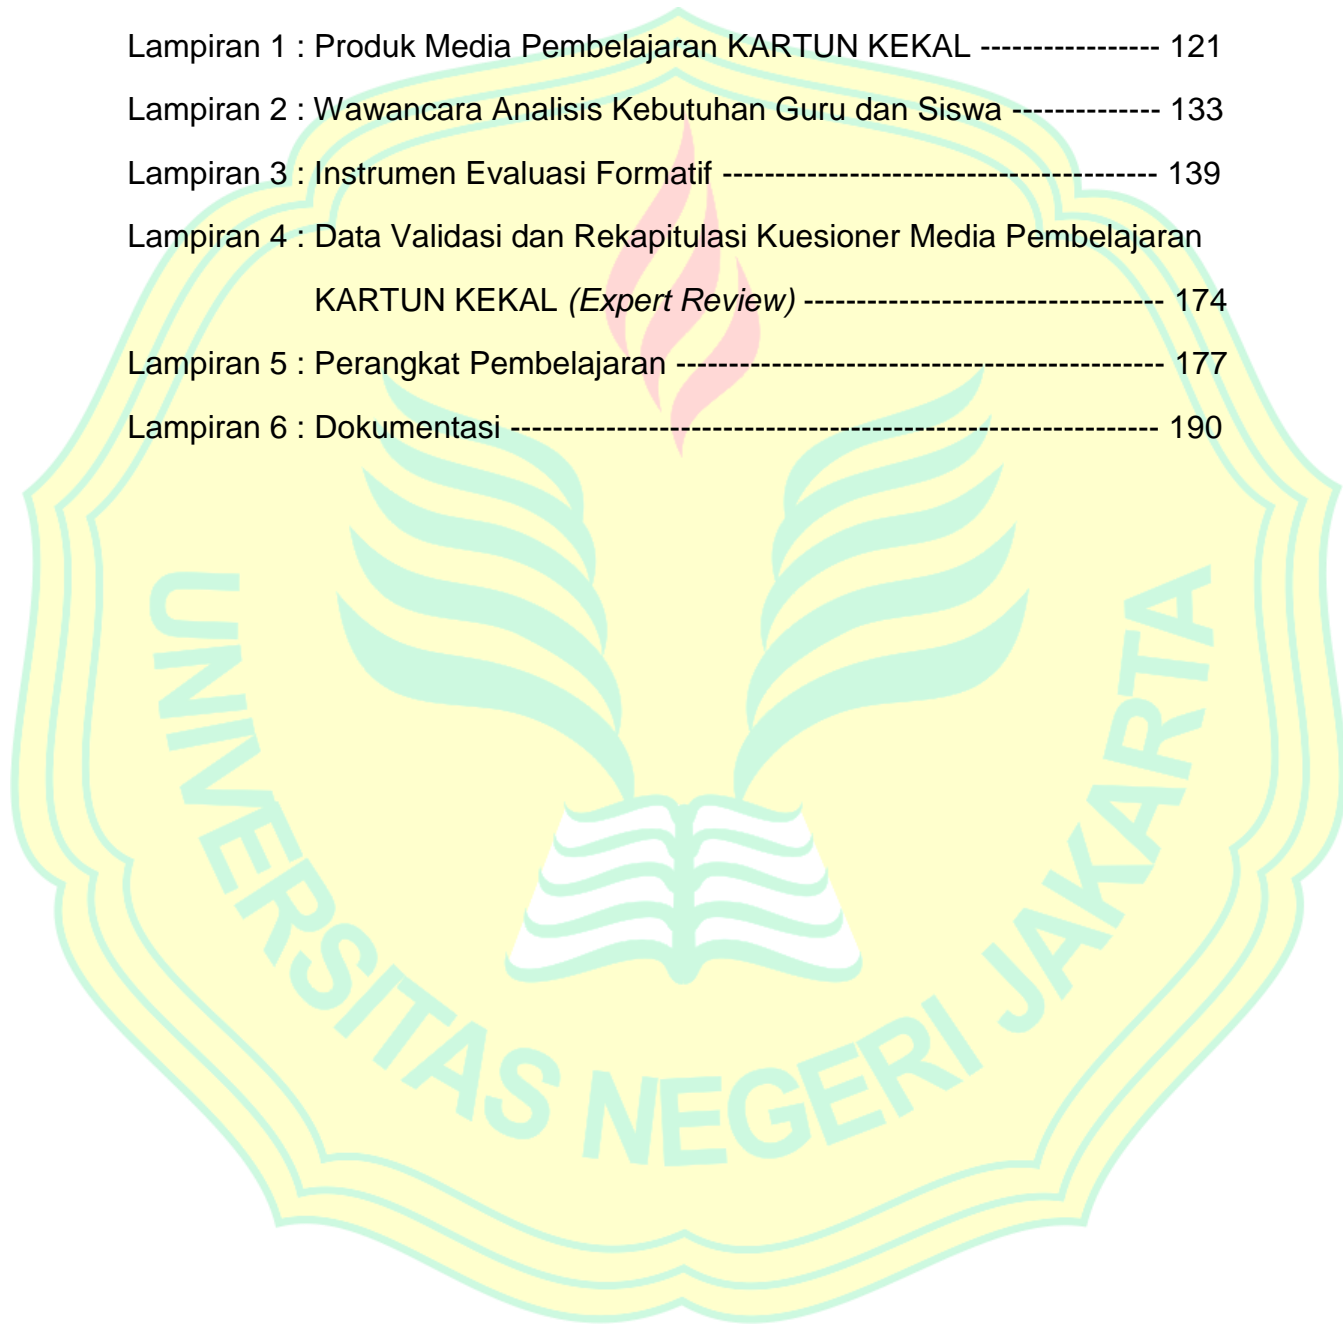 Lampiran 1 : Produk Media Pembelajaran KARTUN KEKAL ----------------- 121
Lampiran 2 : Wawancara Analisis Kebutuhan Guru dan Siswa -------------- 133
Lampiran 3 : Instrumen Evaluasi Formatif ----------------------------------------- 139
Lampiran 4 : Data Validasi dan Rekapitulasi Kuesioner Media Pembelajaran
KARTUN KEKAL (Expert Review) ---------------------------------- 174
Lampiran 5 : Perangkat Pembelajaran ---------------------------------------------- 177
Lampiran 6 : Dokumentasi ------------------------------------------------------------- 190
UNIVERSITAS NEGERI JAKARTA